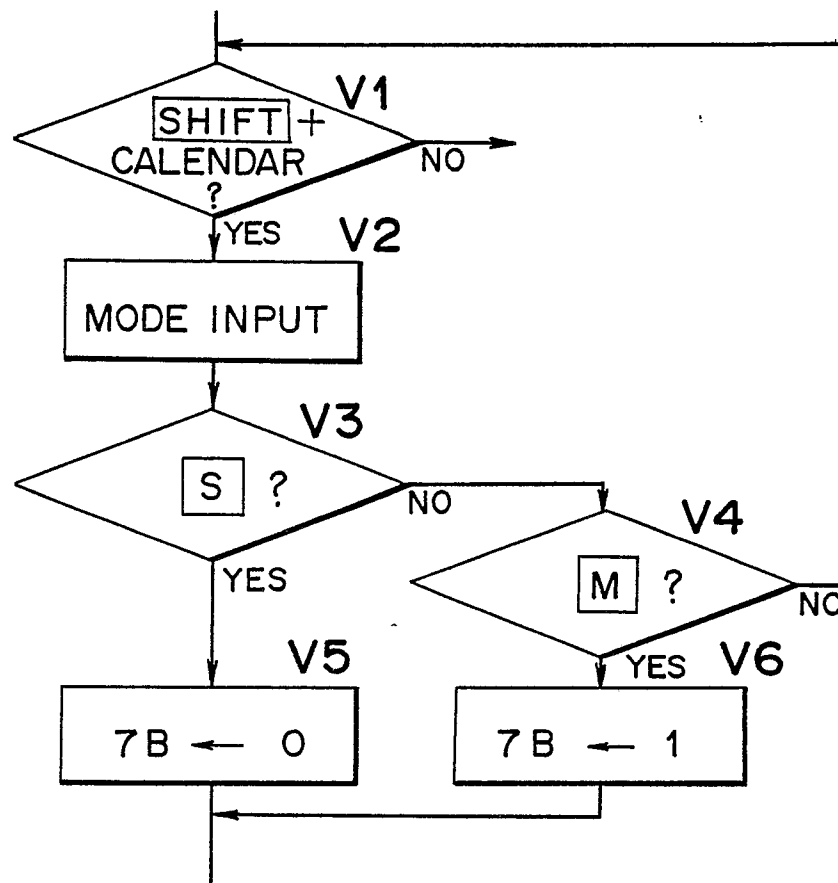 V1
SHIFT +
CALENDAR
?
NO
YES
V2
MODE INPUT
V3
S ?
NO
YES
V4
M ?
NO
YES
V5
7B ← 0
V6
7B ← 1